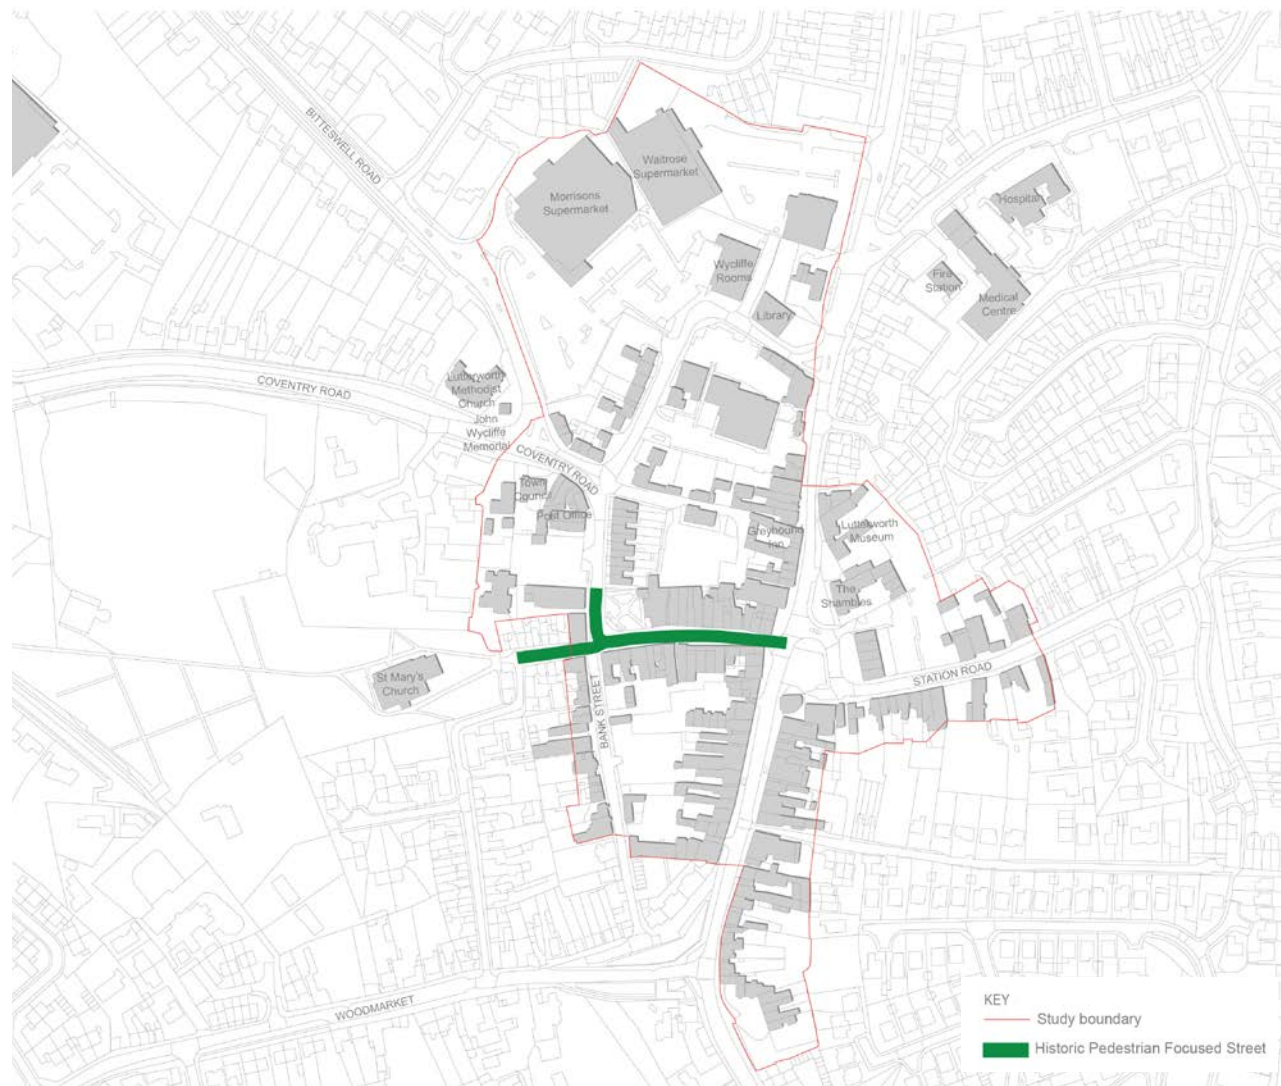 BITTESWELL ROAD
Waitrose
Supermarket
Morrisons
Supermarket
Hospital
Wycliffe
Rooms
Fire
Station
Medical
Centre
Library
COVENTRY ROAD
Lutterworth
Methodist
Church
John
Wycliffe
Memorial
COVENTRY ROAD
Town
Council
Post Office
Greyhound
Inn
Lutterworth
Museum
The
Shambles
St Mary's
Church
BANK STREET
STATION ROAD
WOODMARKET
KEY
Study boundary
Historic Pedestrian Focused Street